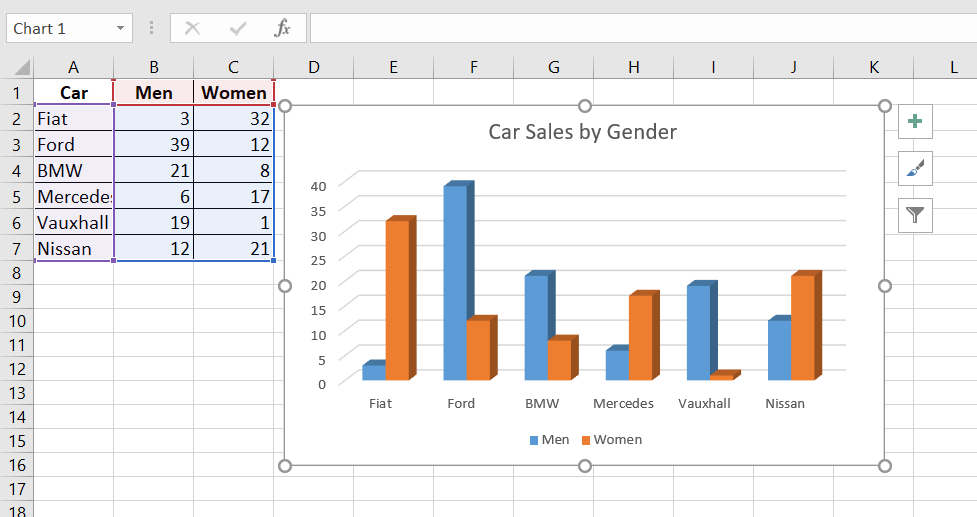 Chart 1 fx
A B C D E F G H I J K L
1 Car Men Women
2 Fiat 3 32
3 Ford 39 12
4 BMW 21 8
5 Mercede 6 17
6 Vauxhall 19 1
7 Nissan 12 21
8
9
10
11
12
13
14
15
16
17
18
Car Sales by Gender
40
35
30
25
20
15
10
5
0
Fiat Ford BMW Mercedes Vauxhall Nissan
Men Women